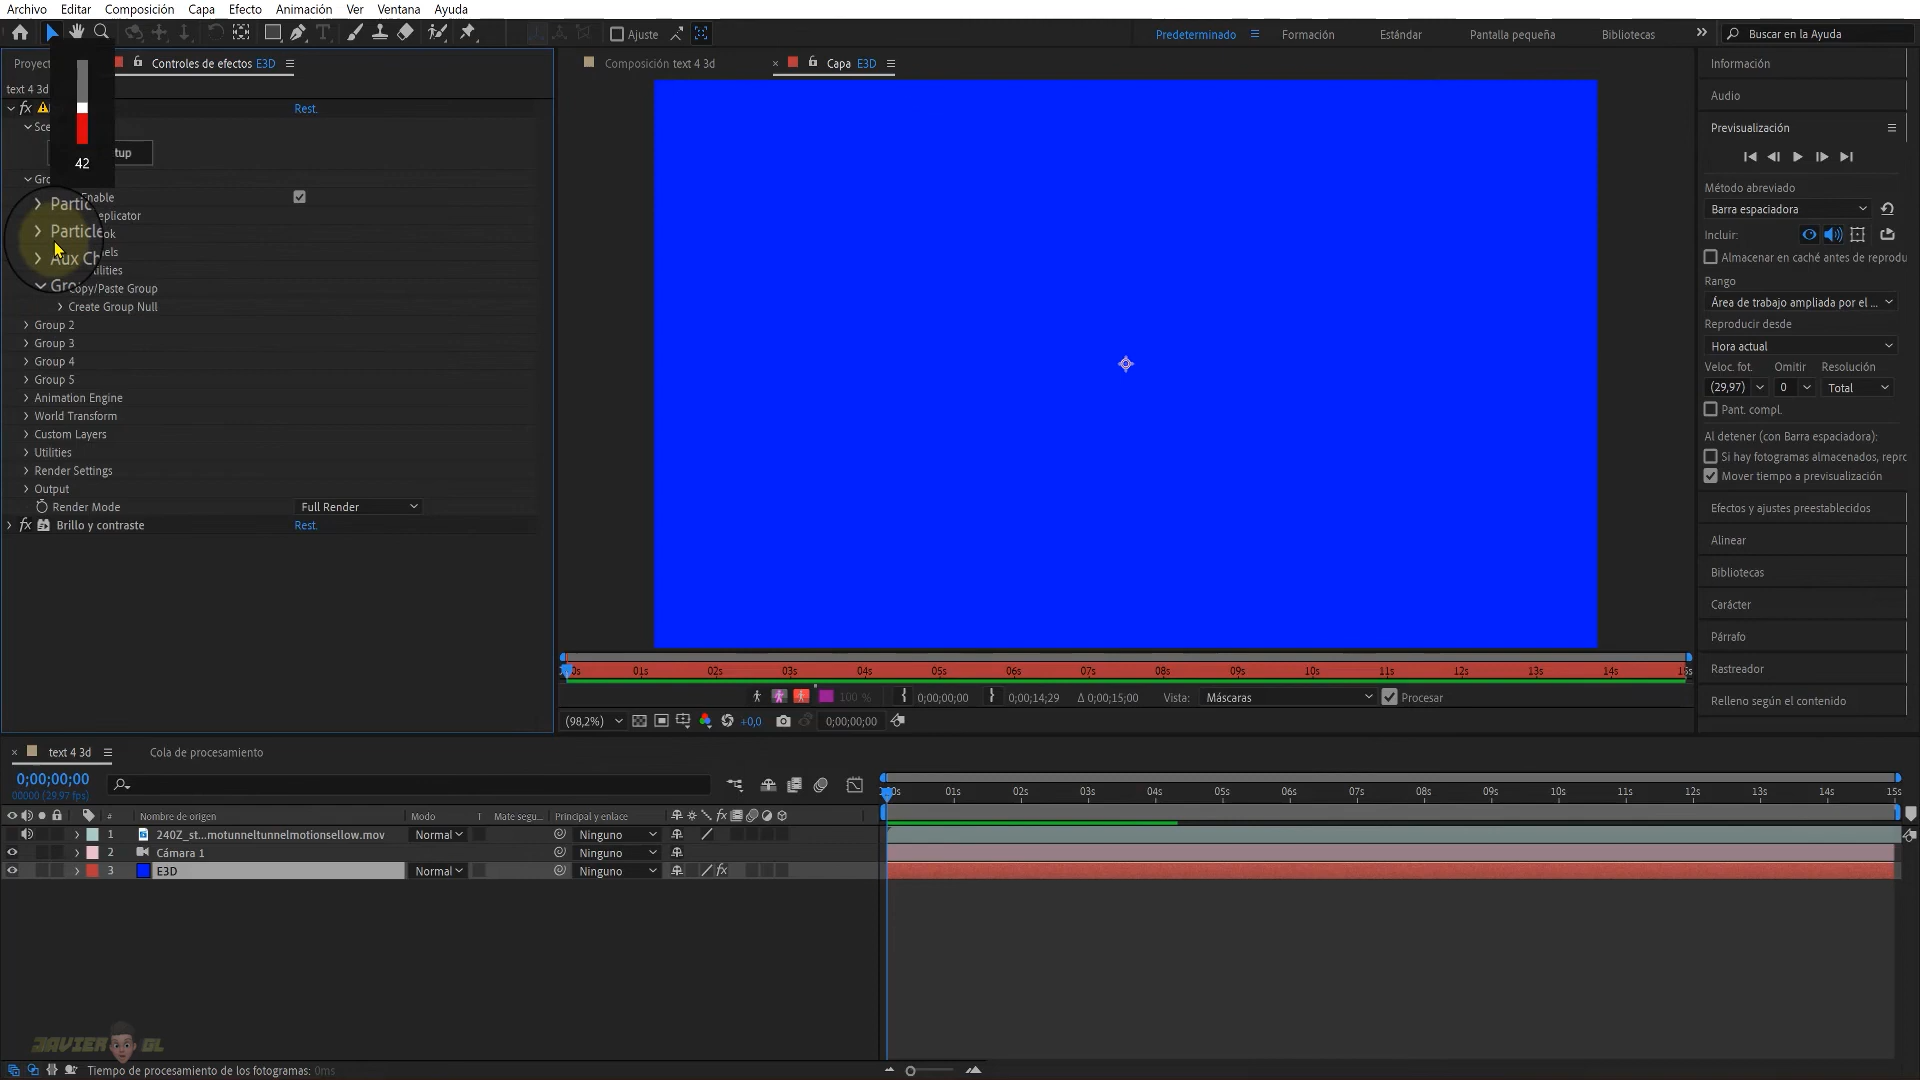 Archivo Editar Composición Capa Efecto Animación Ver Ventana Ayuda
Ajuste Predeterminado Formación Estándar Pantalla pequeña Bibliotecas Buscar en la Ayuda
Proyect Controles de efectos E3D Composición text 4 3d Capa E3D Información
text 4 3d
Audio
Rest.
Sce
Previsualización
tup
42
Gro
Método abreviado
Enable
Partic
Barra espaciadora
eplicator
Particle
ok
Incluir:
nels
Aux Ch
Almacenar en caché antes de reprodu
ilities
Gro
Rango
Copy/Paste Group
Create Group Null
Área de trabajo ampliada por el ...
Group 2
Reproducir desde
Group 3
Hora actual
Group 4
Veloc. fot. Omitir Resolución
Group 5
(29,97) 0 Total
Animation Engine
Pant. compl.
World Transform
Custom Layers
Al detener (con Barra espaciadora):
Utilities
Si hay fotogramas almacenados, repro
Render Settings
Mover tiempo a previsualización
Output
Render Mode Full Render
Efectos y ajustes preestablecidos
Brillo y contraste Rest.
Alinear
Bibliotecas
Carácter
Párrafo
Rastreador
Relleno según el contenido
0s 01s 02s 03s 04s 05s 06s 07s 08s 09s 10s 11s 12s 13s 14s 15s
100 % 0;00;00;00 0;00;14;29 Δ 0;00;15;00 Vista: Máscaras Procesar
(98,2%) +0,0 0;00;00;00
text 4 3d Cola de procesamiento
0;00;00;00
00000 (29.97 fps)
00s 01s 02s 03s 04s 05s 06s 07s 08s 09s 10s 11s 12s 13s 14s 15s
# Nombre de origen Modo T Mate segu... Principal y enlace
1 240Z_st...motunneltunnelmotionsellow.mov Normal Ninguno
2 Cámara 1 Ninguno
3 E3D Normal Ninguno
JAVIER GL
Tiempo de procesamiento de los fotogramas: 0ms